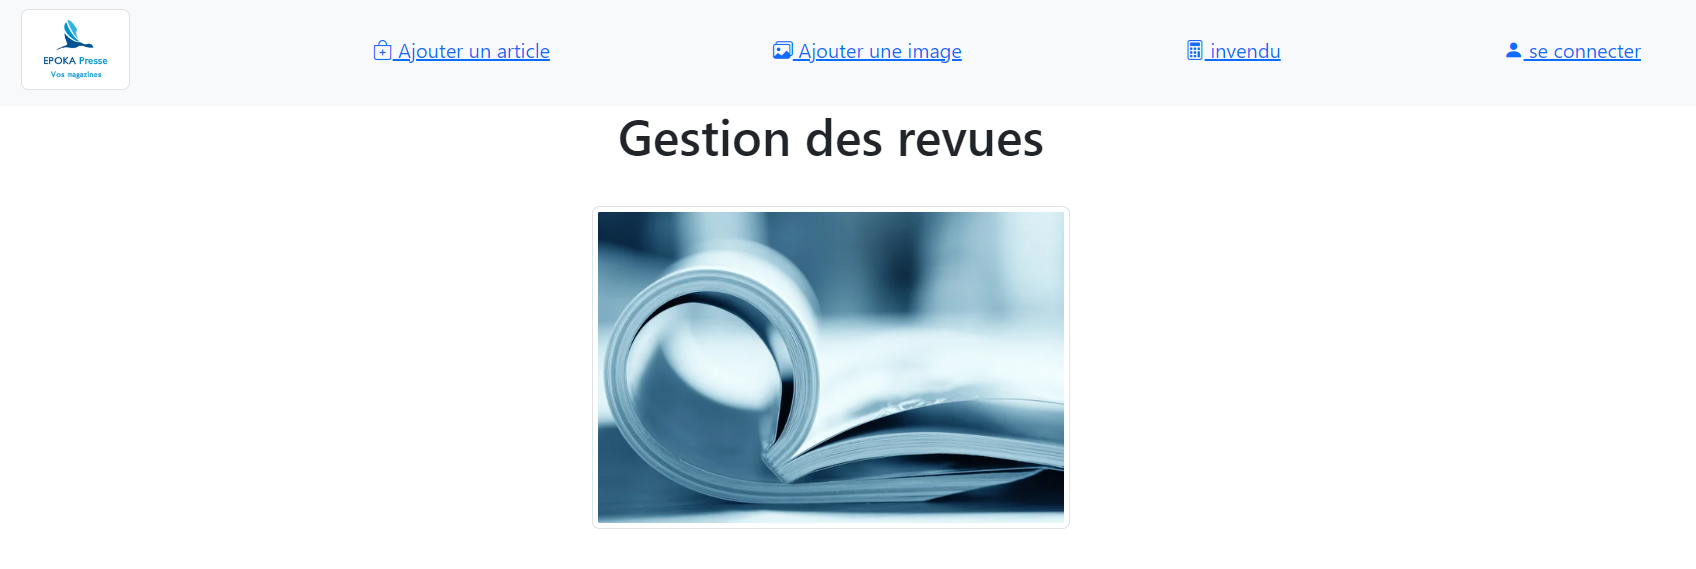 EPOKA Presse
Vos magazines
Ajouter un article
Ajouter une image
invendu
se connecter
Gestion des revues